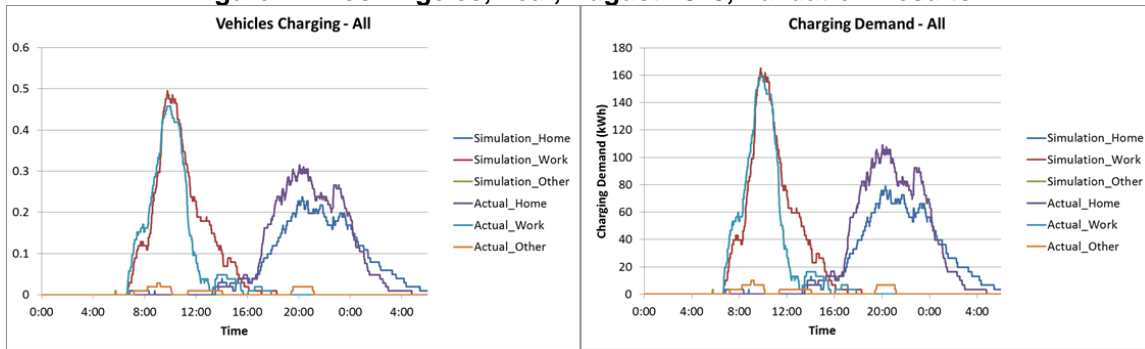 Vehicles Charging - All
0.6
0.5
0.4
0.3
0.2
0.1
0
0:00 4:00 8:00 12:00 16:00 20:00 0:00 4:00
Time
Simulation_Home
Simulation_Work
Simulation_Other
Actual_Home
Actual_Work
Actual_Other
Charging Demand - All
Charging Demand (kWh)
180
160
140
120
100
80
60
40
20
0
0:00 4:00 8:00 12:00 16:00 20:00 0:00 4:00
Time
Simulation_Home
Simulation_Work
Simulation_Other
Actual_Home
Actual_Work
Actual_Other